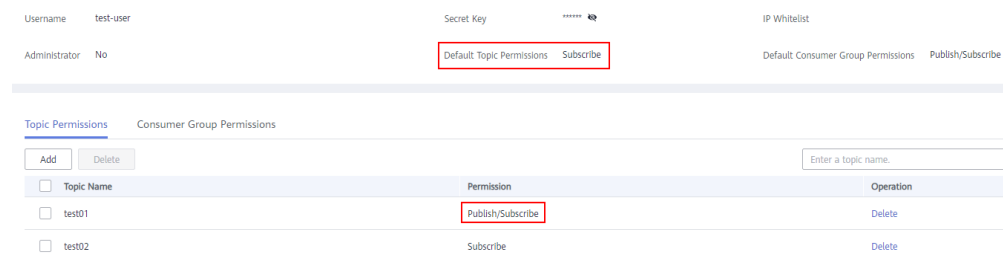 Username test-user Secret Key ****** IP Whitelist
Administrator No Default Topic Permissions Subscribe Default Consumer Group Permissions Publish/Subscribe
Topic Permissions Consumer Group Permissions
Add Delete Enter a topic name.
Topic Name Permission Operation
test01 Publish/Subscribe Delete
test02 Subscribe Delete